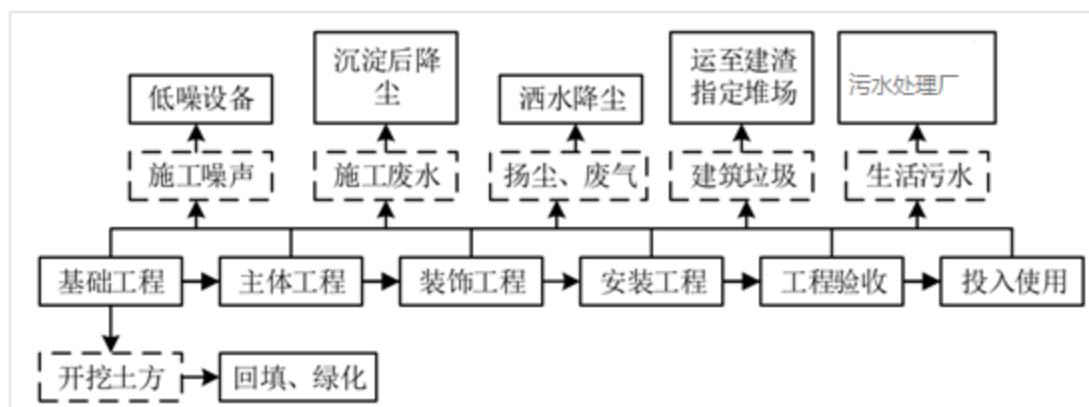 低噪设备
沉淀后降
尘
洒水降尘
运至建渣
指定堆场
污水处理厂
施工噪声
施工废水
扬尘、废气
建筑垃圾
生活污水
基础工程
主体工程
装饰工程
安装工程
工程验收
投入使用
开挖土方
回填、绿化